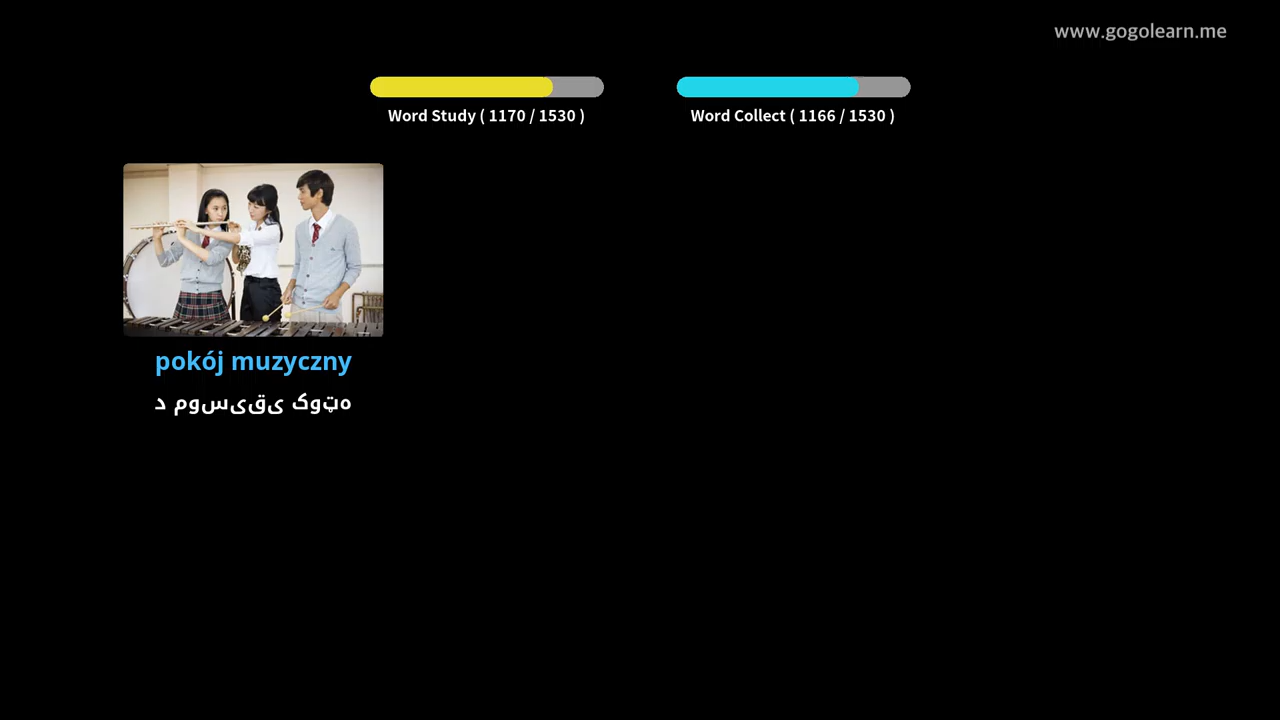 www.gogolearn.me
Word Study ( 1170 / 1530 )
Word Collect ( 1166 / 1530 )
pokój muzyczny
د موسیقی کوټه